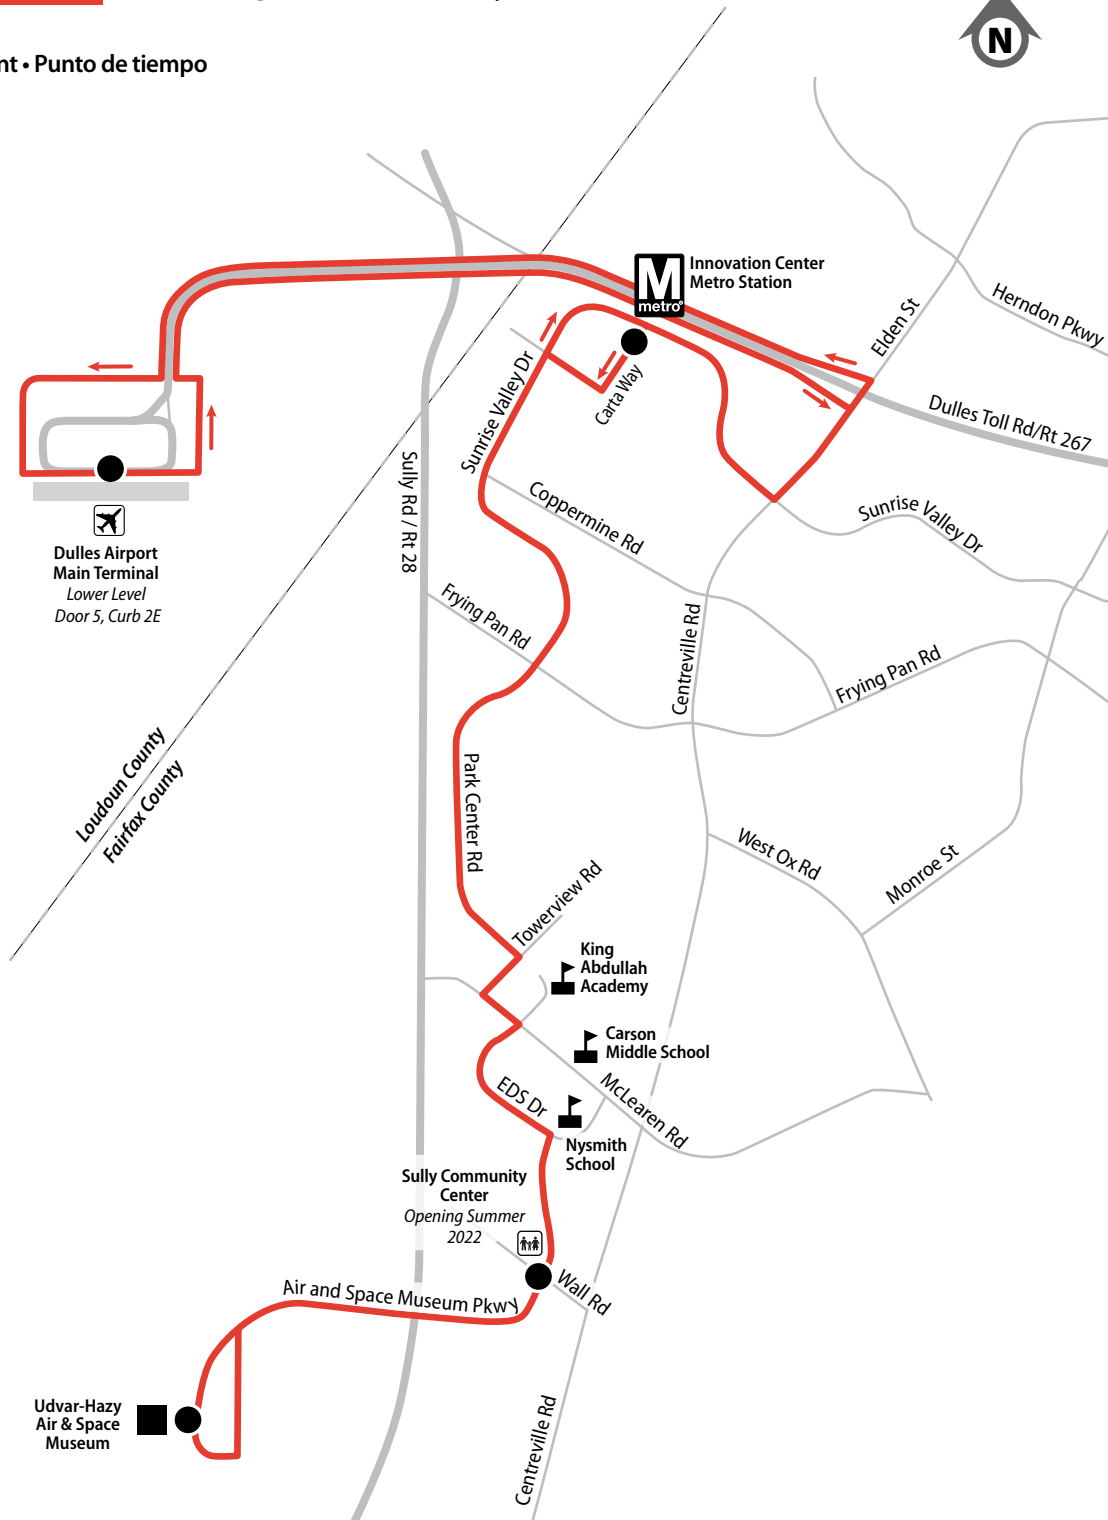 • Punto de tiempo
N
Innovation Center
Metro Station
M
metro
Elden St
Herndon Pkwy
Carta Way
Sunrise Valley Dr
Dulles Toll Rd/Rt 267
Sully Rd / Rt 28
Coppermine Rd
Sunrise Valley Dr
Dulles Airport
Main Terminal
Lower Level
Door 5, Curb 2E
Frying Pan Rd
Centreville Rd
Frying Pan Rd
Loudoun County
Fairfax County
Park Center Rd
West Ox Rd
Monroe St
Towerview Rd
King
Abdullah
Academy
Carson
Middle School
EDS Dr
McLearen Rd
Nysmith
School
Sully Community
Center
Opening Summer
2022
Wall Rd
Air and Space Museum Pkwy
Udvar-Hazy
Air & Space
Museum
Centreville Rd